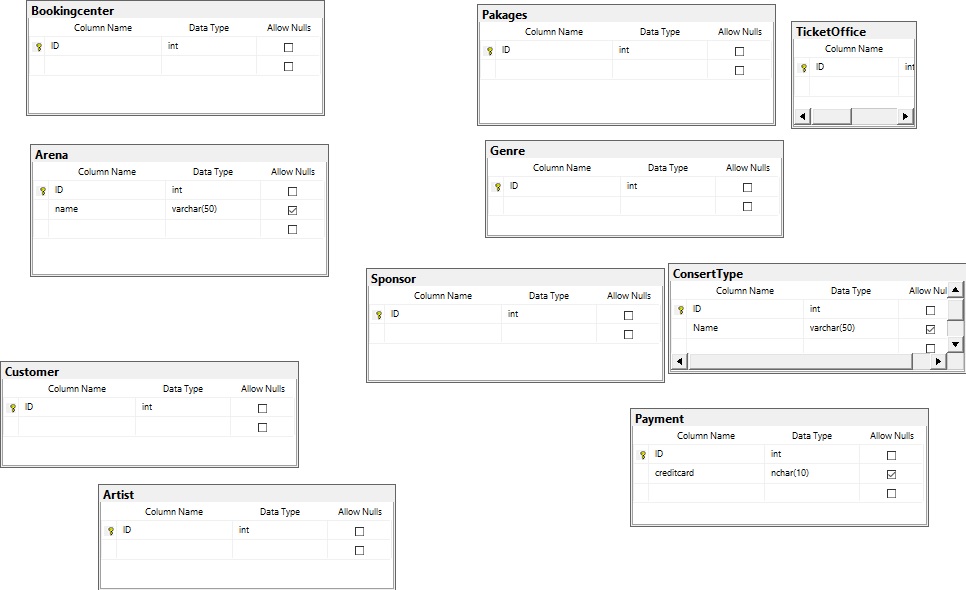 Bookingcenter
Column Name Data Type Allow Nulls
ID int
Pakages
Column Name Data Type Allow Nulls
ID int
TicketOffice
Column Name
ID int
Arena
Column Name Data Type Allow Nulls
ID int
name varchar(50)
Genre
Column Name Data Type Allow Nulls
ID int
Sponsor
Column Name Data Type Allow Nulls
ID int
ConsertType
Column Name Data Type Allow Nul
ID int
Name varchar(50)
Customer
Column Name Data Type Allow Nulls
ID int
Payment
Column Name Data Type Allow Nulls
ID int
creditcard nchar(10)
Artist
Column Name Data Type Allow Nulls
ID int